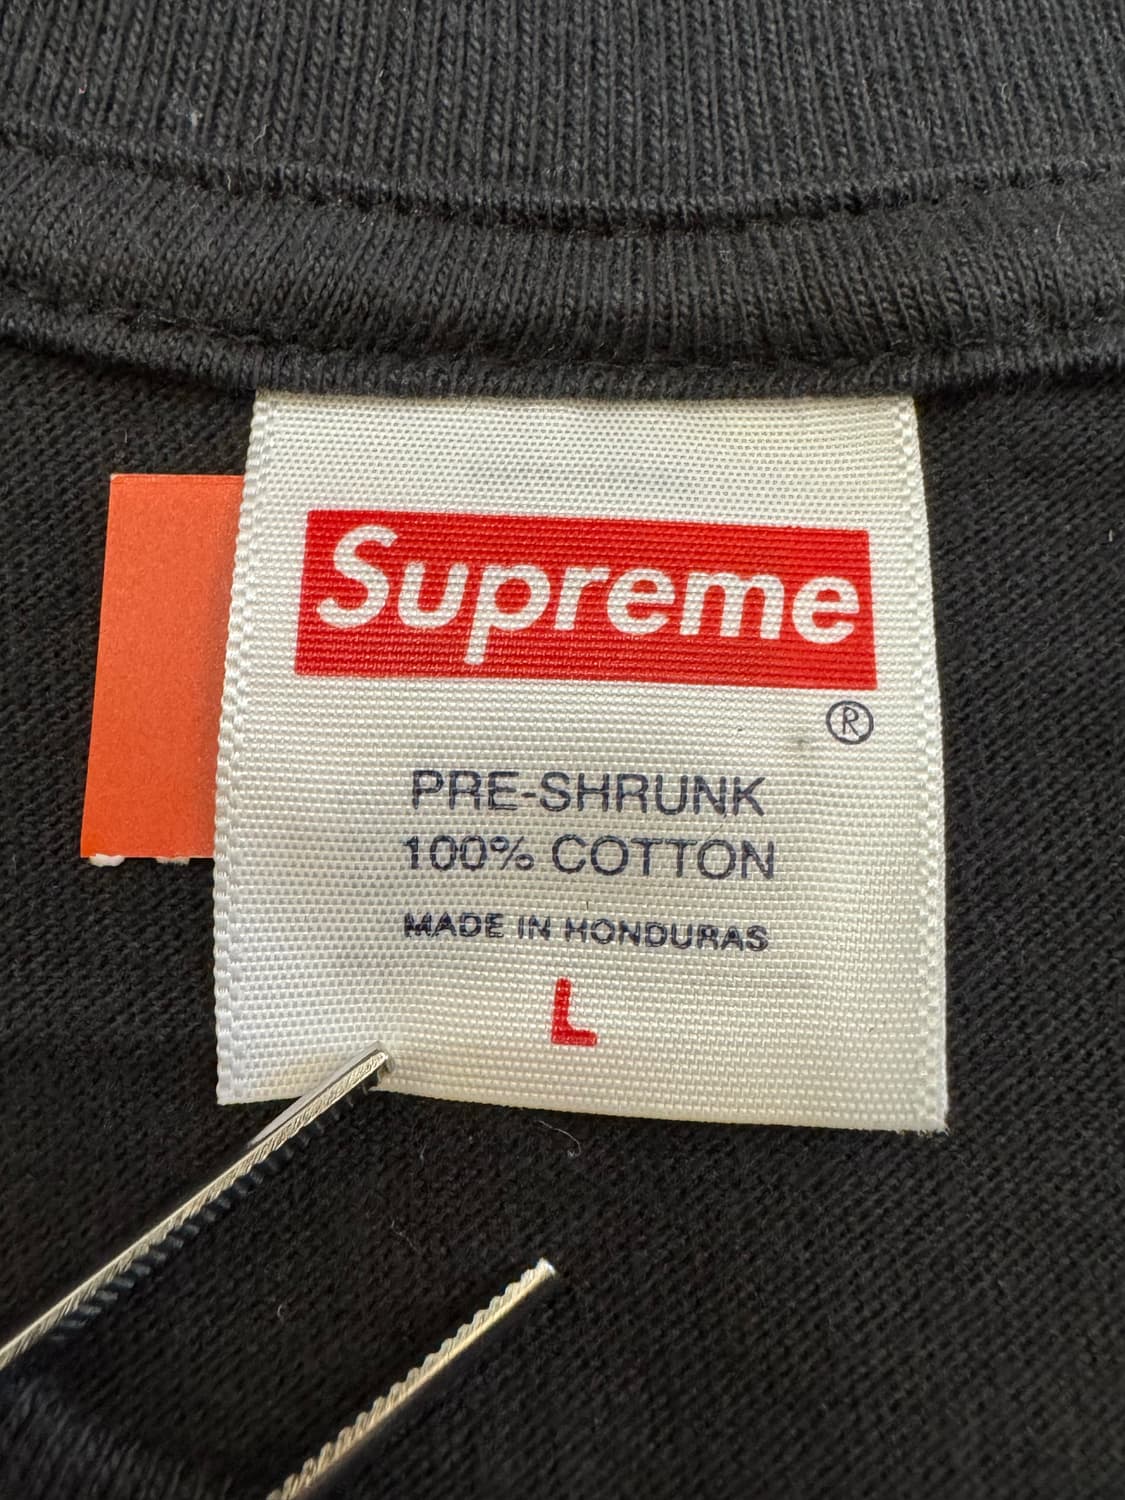 Supreme
®
PRE-SHRUNK
100% COTTON
MADE IN HONDURAS
L